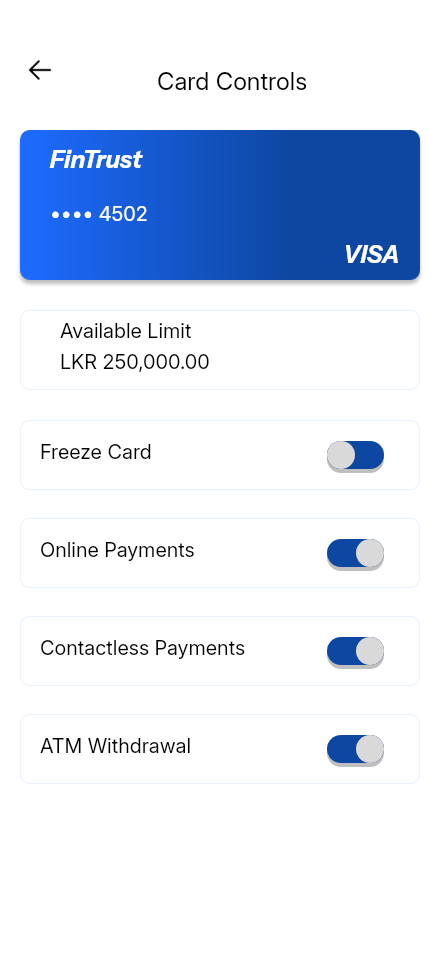 Card Controls
FinTrust
•••• 4502
VISA
Available Limit
LKR 250,000.00
Freeze Card
Online Payments
Contactless Payments
ATM Withdrawal